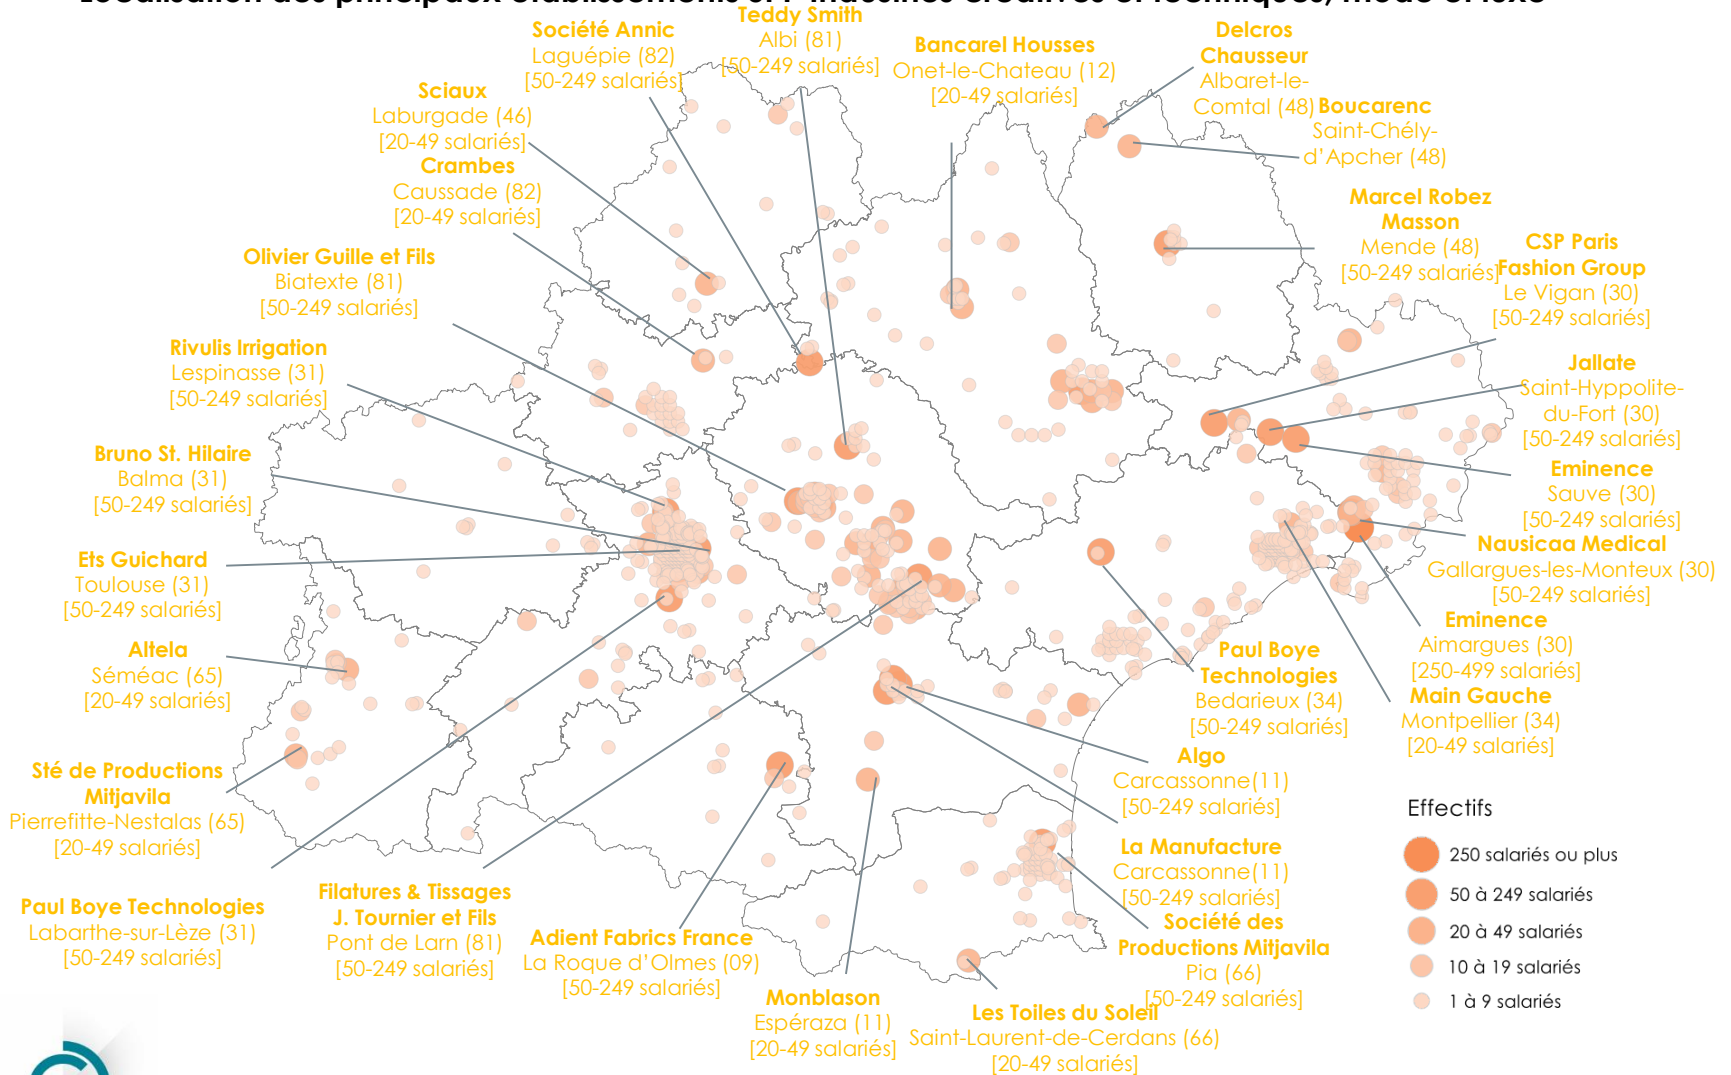 Localisation des principaux établissements
créatives et techniques, mode et luxe
Teddy Smith
Albi (81)
[50-249 salariés]
Société Annic
Laguépie (82)
[50-249 salariés]
Bancarel Housses
Onet-le-Chateau (12)
[20-49 salariés]
Delcros
Chausseur
Albaret-le-
Comtal (48)
Boucarenc
Saint-Chély-
d’Apcher (48)
Sciaux
Laburgade (46)
[20-49 salariés]
Crambes
Caussade (82)
[20-49 salariés]
Marcel Robez
Masson
Mende (48)
[50-249 salariés]
CSP Paris
Fashion Group
Le Vigan (30)
[50-249 salariés]
Olivier Guille et Fils
Biatexte (81)
[50-249 salariés]
Rivulis Irrigation
Lespinasse (31)
[50-249 salariés]
Jallate
Saint-Hyppolite-
du-Fort (30)
[50-249 salariés]
Bruno St. Hilaire
Balma (31)
[50-249 salariés]
Eminence
Sauve (30)
[50-249 salariés]
Nausicaa Medical
Gallargues-les-Monteux (30)
[50-249 salariés]
Ets Guichard
Toulouse (31)
[50-249 salariés]
Eminence
Aimargues (30)
[250-499 salariés]
Altela
Séméac (65)
[20-49 salariés]
Paul Boye
Technologies
Bedarieux (34)
[50-249 salariés]
Main Gauche
Montpellier (34)
[20-49 salariés]
Sté de Productions
Mitjavila
Pierrefitte-Nestalas (65)
[20-49 salariés]
Algo
Carcassonne(11)
[50-249 salariés]
La Manufacture
Carcassonne(11)
[50-249 salariés]
Paul Boye Technologies
Labarthe-sur-Lèze (31)
[50-249 salariés]
Filatures & Tissages
J. Tournier et Fils
Pont de Larn (81)
[50-249 salariés]
Adient Fabrics France
La Roque d’Olmes (09)
[50-249 salariés]
Monblason
Espéraza (11)
[20-49 salariés]
Société des
Productions Mitjavila
Pia (66)
[50-249 salariés]
Les Toiles du Soleil
Saint-Laurent-de-Cerdans (66)
[20-49 salariés]
Effectifs
250 salariés ou plus
50 à 249 salariés
20 à 49 salariés
10 à 19 salariés
1 à 9 salariés